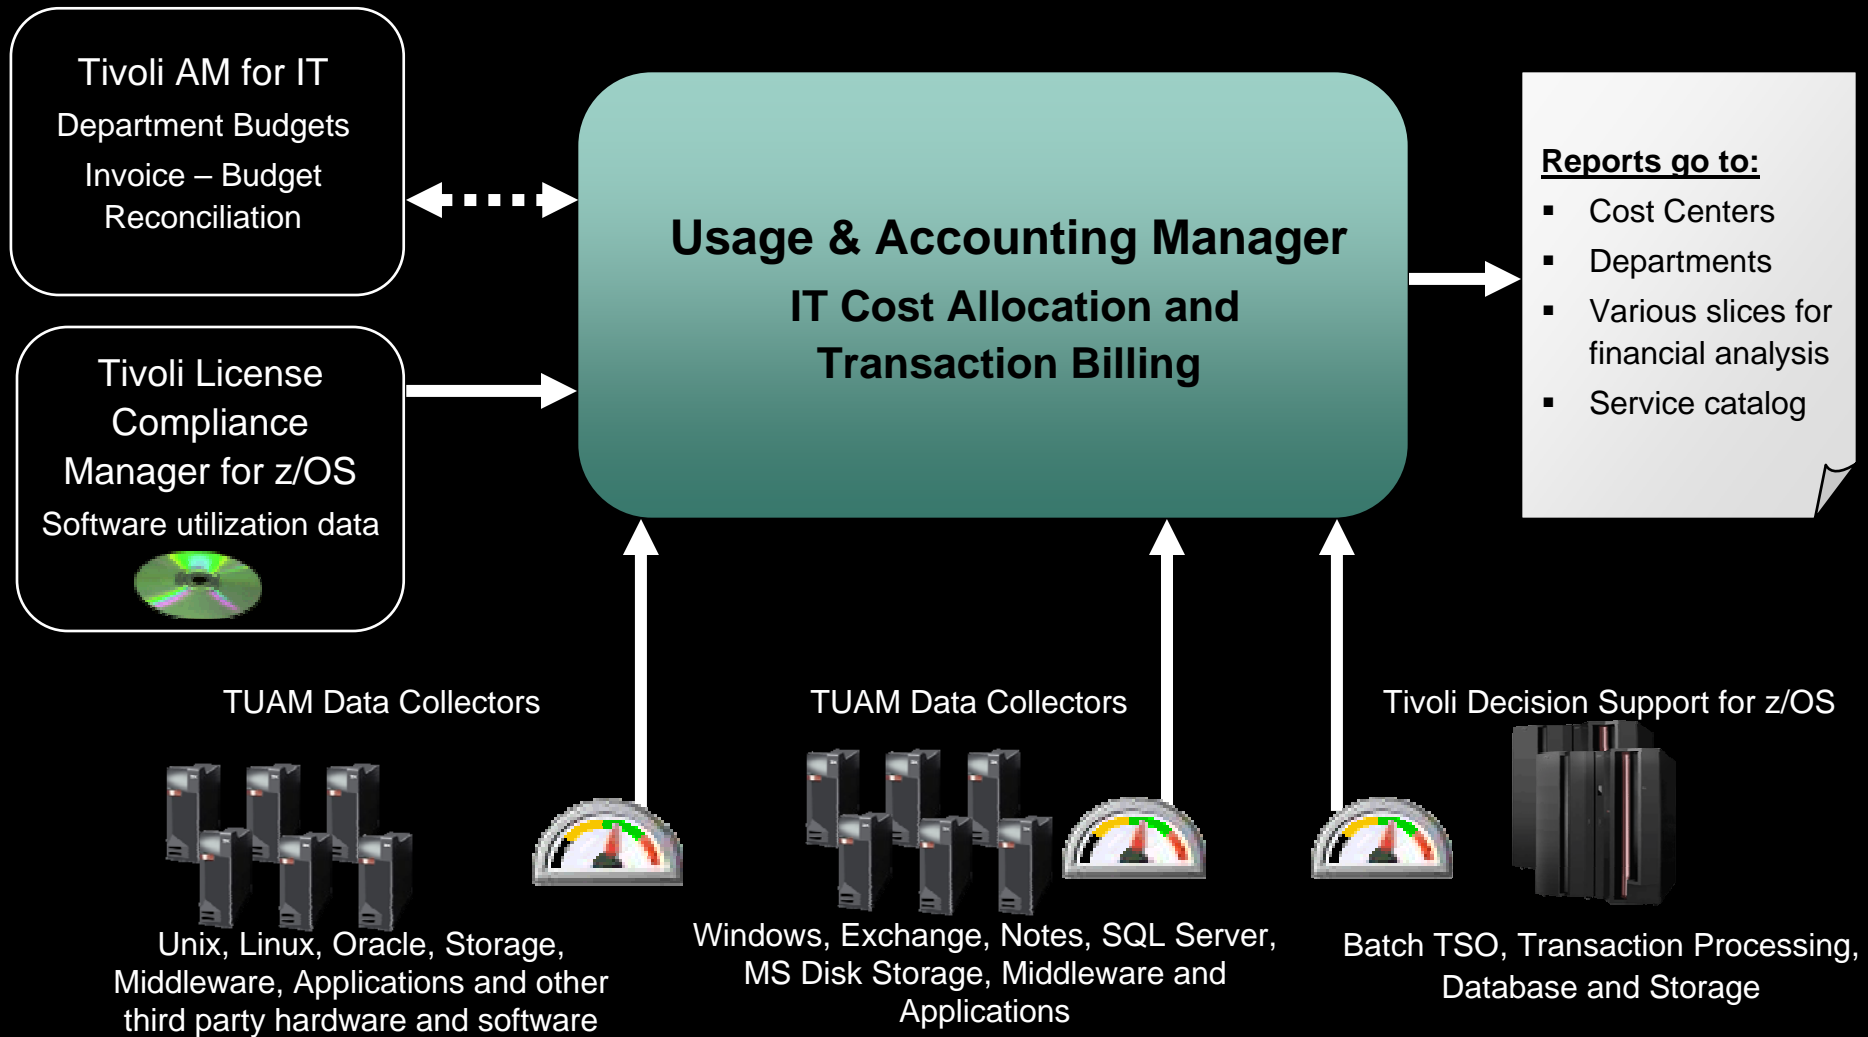 Tivoli AM for IT
Department Budgets
Invoice – Budget
Reconciliation
Tivoli License
Compliance
Manager for z/OS
Software utilization data
Usage & Accounting Manager
IT Cost Allocation and
Transaction Billing
Reports go to:
▪ Cost Centers
▪ Departments
▪ Various slices for
financial analysis
▪ Service catalog
TUAM Data Collectors
Unix, Linux, Oracle, Storage,
Middleware, Applications and other
third party hardware and software
TUAM Data Collectors
Windows, Exchange, Notes, SQL Server,
MS Disk Storage, Middleware and
Applications
Tivoli Decision Support for z/OS
Batch TSO, Transaction Processing,
Database and Storage